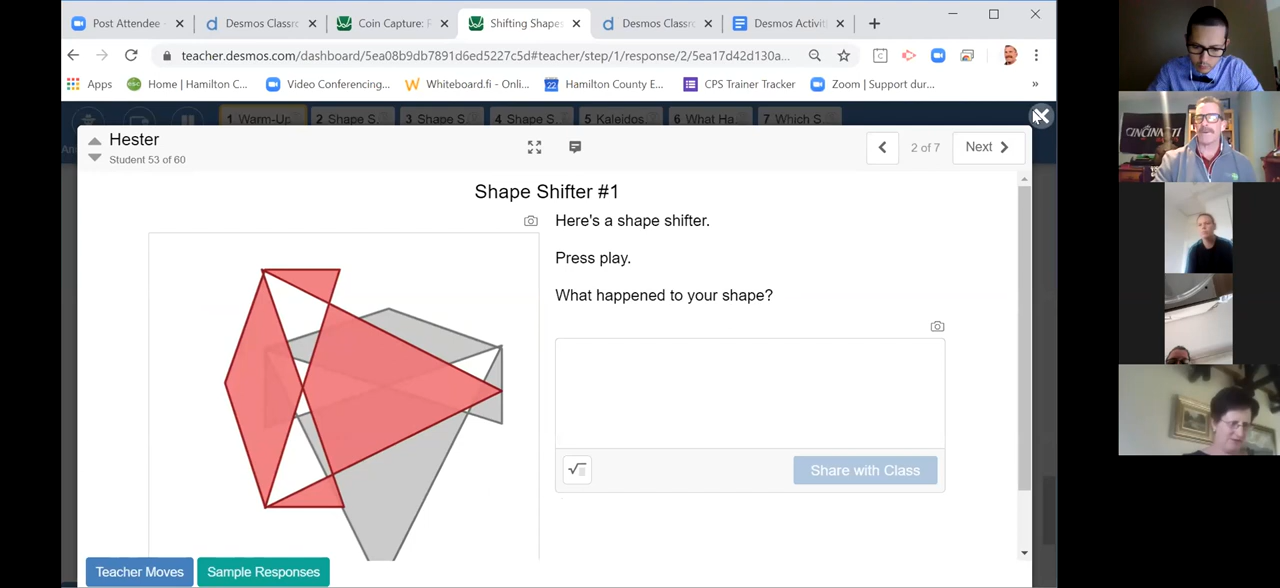 Post Attendee -
Desmos Classr
Coin Capture: F
Shifting Shapes
Desmos Classr
Desmos Activit
teacher.desmos.com/dashboard/5ea08b9db7891d6ed522763d#teacher/step/1/response/2/5ea17d42d130a...
Apps
Home | Hamilton C...
Video Conferencing...
Whiteboard.fi - Onli...
22
Hamilton County E...
CPS Trainer Tracker
Zoom | Support dur...
1 Warm-Up
2 Shape S
3 Shape S
4 Shape S
5 Kaleidos
6 What Ha
7 Which S
Hester
Student 53 of 60
2 of 7
Next
Shape Shifter #1
Here's a shape shifter.
Press play.
What happened to your shape?
Share with Class
Teacher Moves
Sample Responses
CINCINNATI